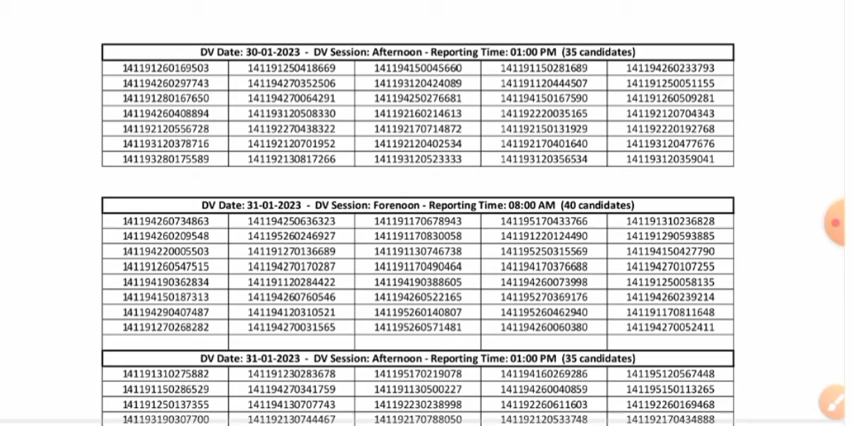 DV Date: 30-01-2023 - DV Session: Afternoon - Reporting Time: 01:00 PM (35 candidates)
141191260169503 141191250418669 141194150045660 141191150281689 141194260233793
141194260297743 141194270352506 141193120424089 141191120444507 141191250051155
141191280167650 141194270064291 141194250276681 141194150167590 141191260509281
141194260408894 141193120508330 141192160214613 141192220035165 141192120704343
141192120556728 141192270438322 141192170714872 141192150131929 141192220192768
141193120378716 141192120701952 141192120402534 141192170401640 141193120477676
141193280175589 141192130817266 141193120523333 141193120356534 141193120359041
DV Date: 31-01-2023 - DV Session: Forenoon - Reporting Time: 08:00 AM (40 candidates)
141194260734863 141194250636323 141191170678943 141195170433766 141191310236828
141194260209548 141195260246927 141191170830058 141191220124490 141191290593885
141194220005503 141191270136689 141191130746738 141195250315569 141194150427790
141191260547515 141194270170287 141191170490464 141194170376688 141194270107255
141194190362834 141191120284422 141194190388605 141194260073998 141191250058135
141194150187313 141194260760546 141194260522165 141195270369176 141194260239214
141194290407487 141194120310521 141195260140807 141195260462940 141191170811648
141191270268282 141194270031565 141195260571481 141194260060380 141194270052411
DV Date: 31-01-2023 - DV Session: Afternoon - Reporting Time: 01:00 PM (35 candidates)
141191310275882 141191230283678 141195170219078 141194160269286 141195120567448
141191150286529 141194270341759 141191130500227 141194260040859 141195150113265
141191250137355 141194130707743 141192230238998 141192260611603 141192260169468
141193190307700 141192130744467 141192170788050 141192120533748 141192170434888